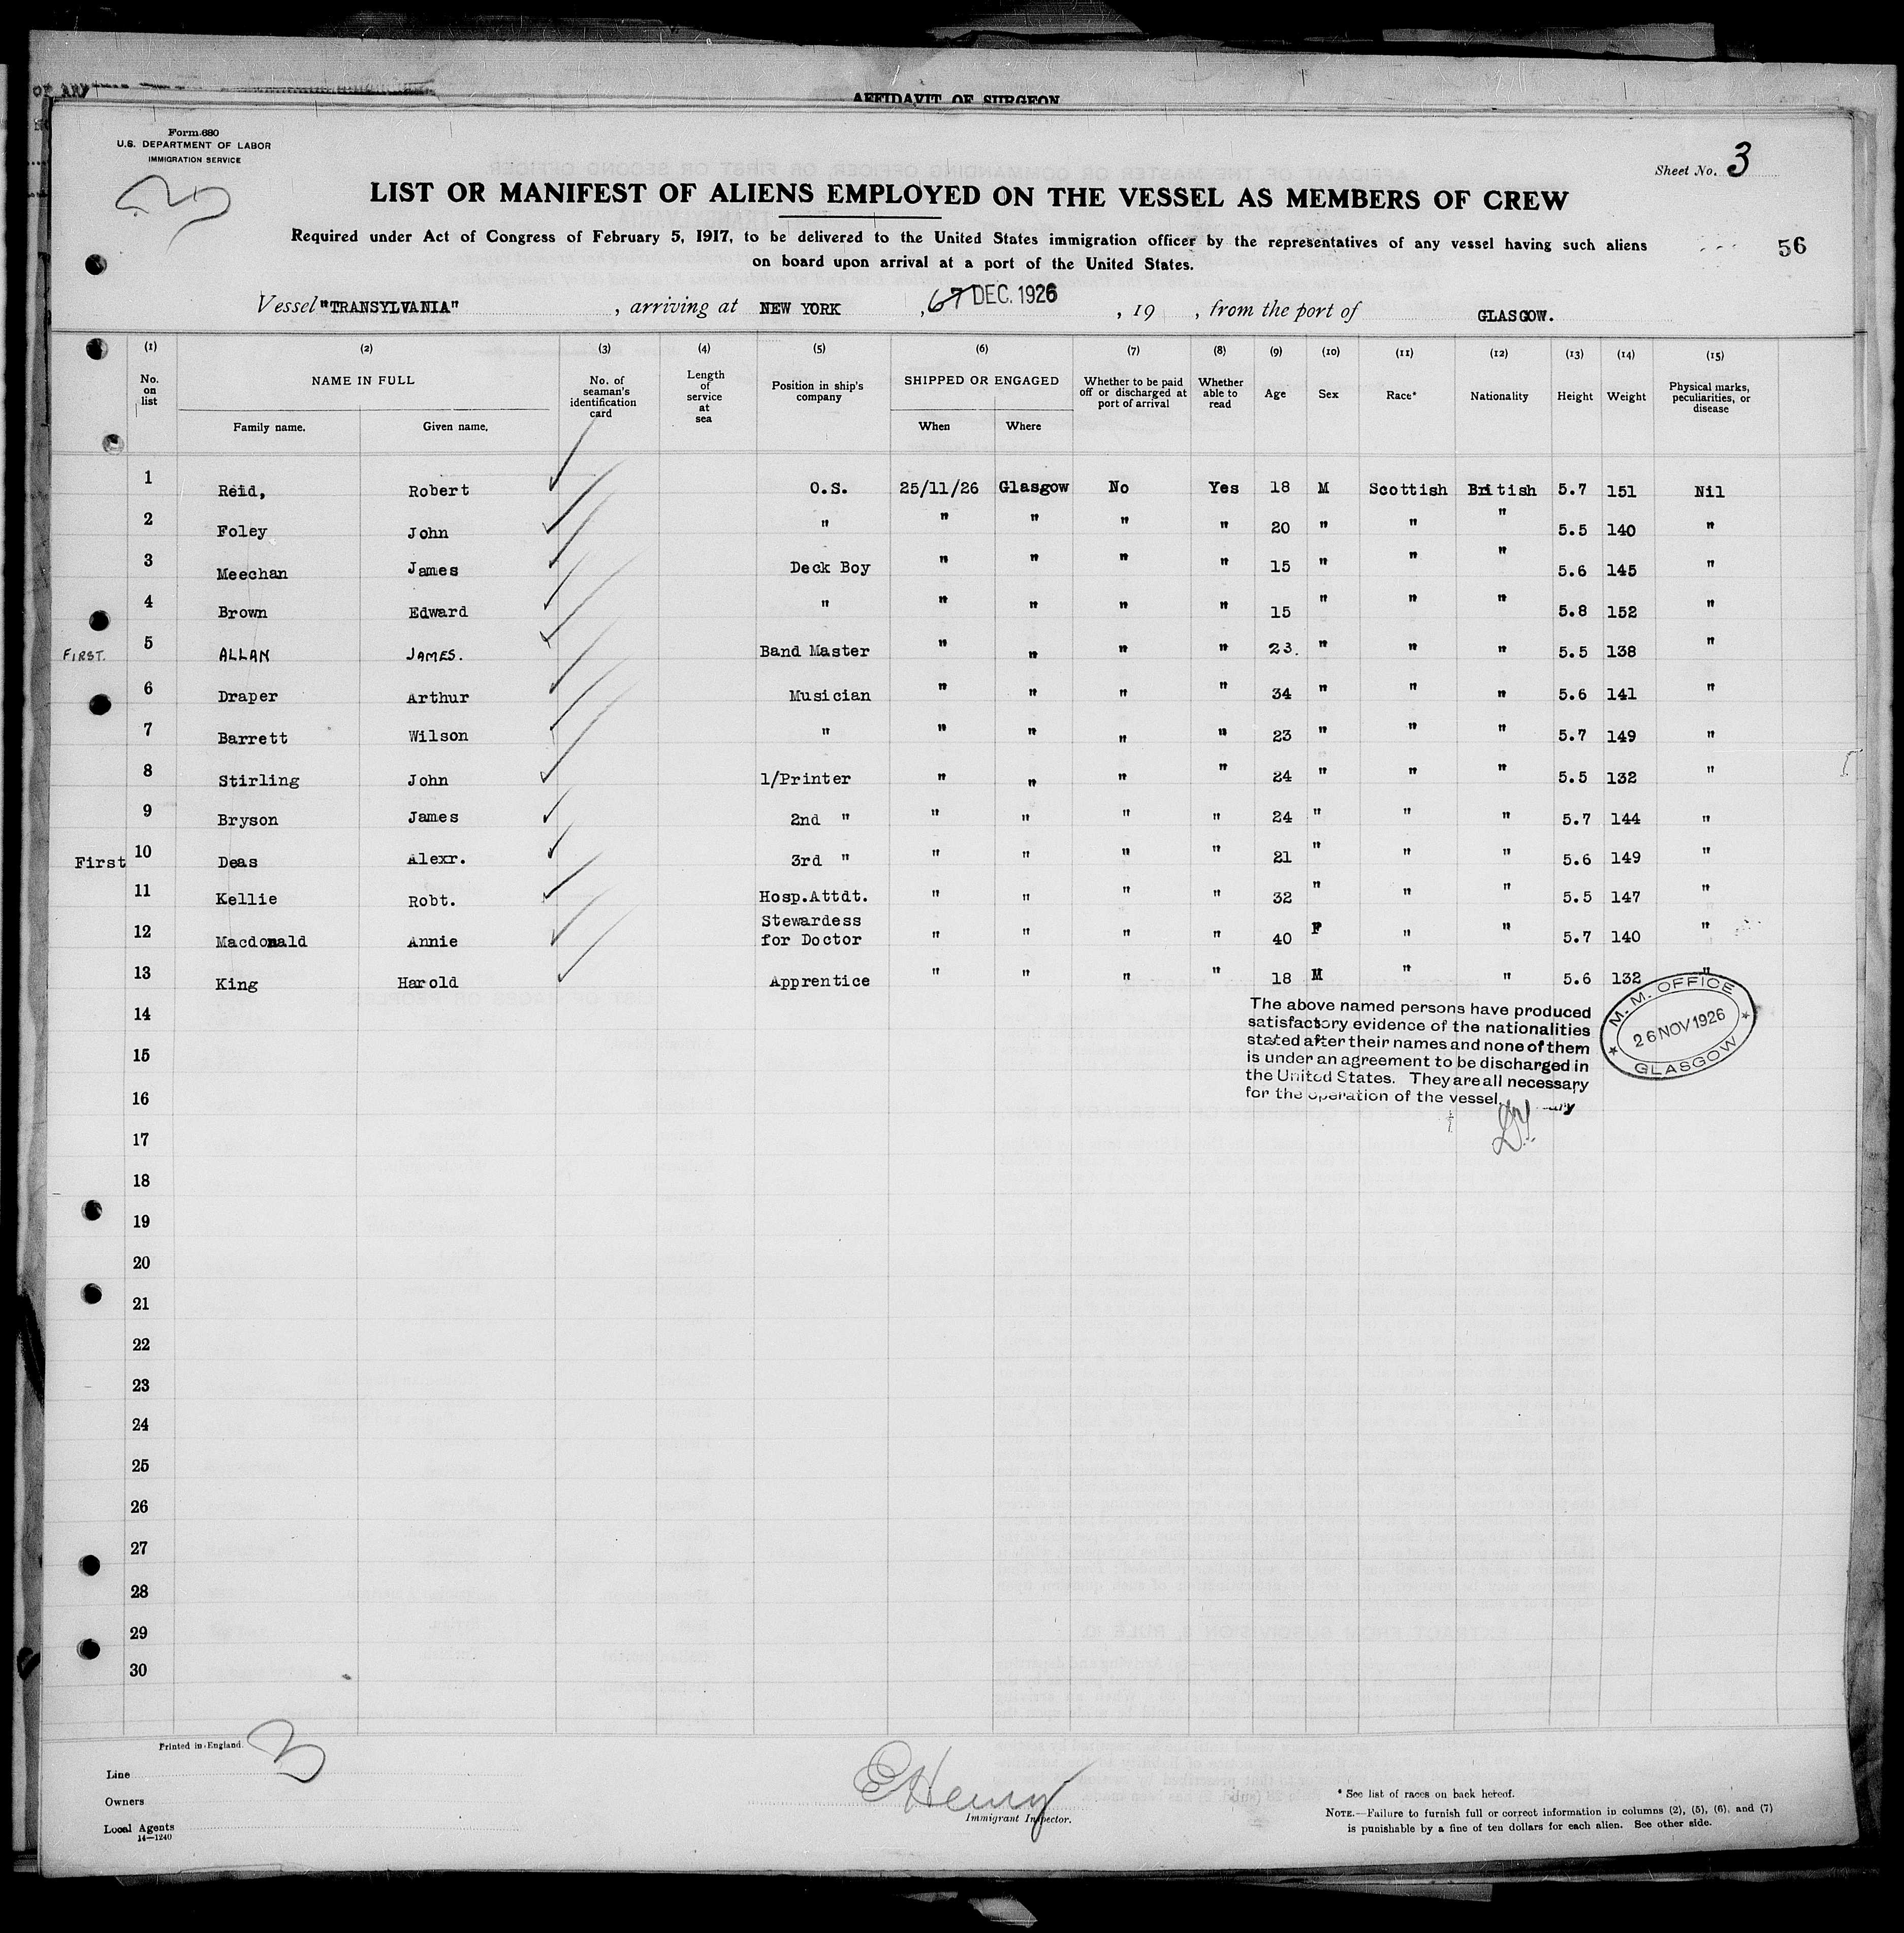 AFFIDAVIT OF SURGEON
Form 680
U.S. DEPARTMENT OF LABOR
IMMIGRATION SERVICE
Sheet No. 3
LIST OR MANIFEST OF ALIENS EMPLOYED ON THE VESSEL AS MEMBERS OF CREW
Required under Act of Congress of February 5, 1917, to be delivered to the United States immigration officer by the representatives of any vessel having such aliens
on board upon arrival at a port of the United States.
56
Vessel "TRANSYLVANIA", arriving at NEW YORK, 67 DEC. 1926, 19 , from the port of GLASGOW.
(1) (2) (3) (4) (5) (6) (7) (8) (9) (10) (11) (12) (13) (14) (15)
No. on list NAME IN FULL Family name. Given name. No. of seaman's identification card Length of service at sea Position in ship's company SHIPPED OR ENGAGED When Where Whether to be paid off or discharged at port of arrival Whether able to read Age Sex Race* Nationality Height Weight Physical marks, peculiarities, or disease
1 Reid, Robert O.S. 25/11/26 Glasgow No Yes 18 M Scottish British 5.7 151 Nil
2 Foley John " " " " " 20 " " " 5.5 140 "
3 Meechan James Deck Boy " " " " 15 " " " 5.6 145 "
4 Brown Edward " " " " " 15 " " " 5.8 152 "
FIRST. 5 ALLAN JAMES. Band Master " " " " 23. " " " 5.5 138 "
6 Draper Arthur Musician " " " " 34 " " " 5.6 141 "
7 Barrett Wilson " " " " " 23 " " " 5.7 149 "
8 Stirling John 1/Printer " " " " 24 " " " 5.5 132 "
9 Bryson James 2nd " " " " " 24 " " " 5.7 144 "
First 10 Deas Alexr. 3rd " " " " " 21 " " " 5.6 149 "
11 Kellie Robt. Hosp.Attdt. " " " " 32 " " " 5.5 147 "
12 Macdonald Annie Stewardess for Doctor " " " " 40 F " " 5.7 140 "
13 King Harold Apprentice " " " " 18 M " " 5.6 132 "
14
15
16
17
18
19
20
21
22
23
24
25
26
27
28
29
30
The above named persons have produced
satisfactory evidence of the nationalities
stated after their names and none of them
is under an agreement to be discharged in
the United States. They are all necessary
for the operation of the vessel.
M. M. OFFICE
26 NOV 1926
GLASGOW
Printed in England.
3
Line
Owners
Local Agents
14—1240
E Henry
Immigrant Inspector.
* See list of races on back hereof.
NOTE.—Failure to furnish full or correct information in columns (2), (5), (6), and (7)
is punishable by a fine of ten dollars for each alien. See other side.